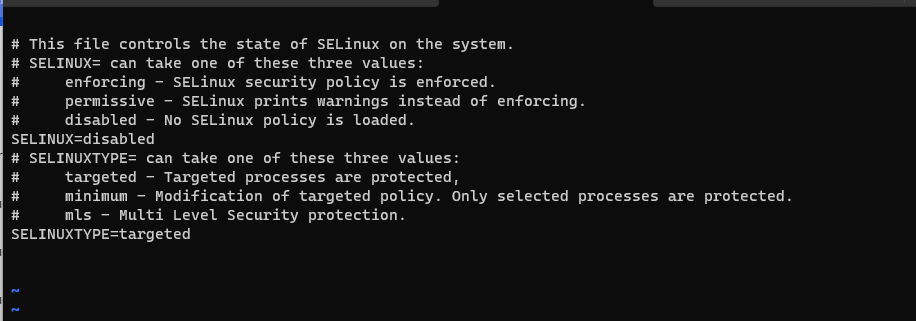 # This file controls the state of SELinux on the system.
# SELINUX= can take one of these three values:
#     enforcing - SELinux security policy is enforced.
#     permissive - SELinux prints warnings instead of enforcing.
#     disabled - No SELinux policy is loaded.
SELINUX=disabled
# SELINUXTYPE= can take one of these three values:
#     targeted - Targeted processes are protected,
#     minimum - Modification of targeted policy. Only selected processes are protected.
#     mls - Multi Level Security protection.
SELINUXTYPE=targeted
~
~